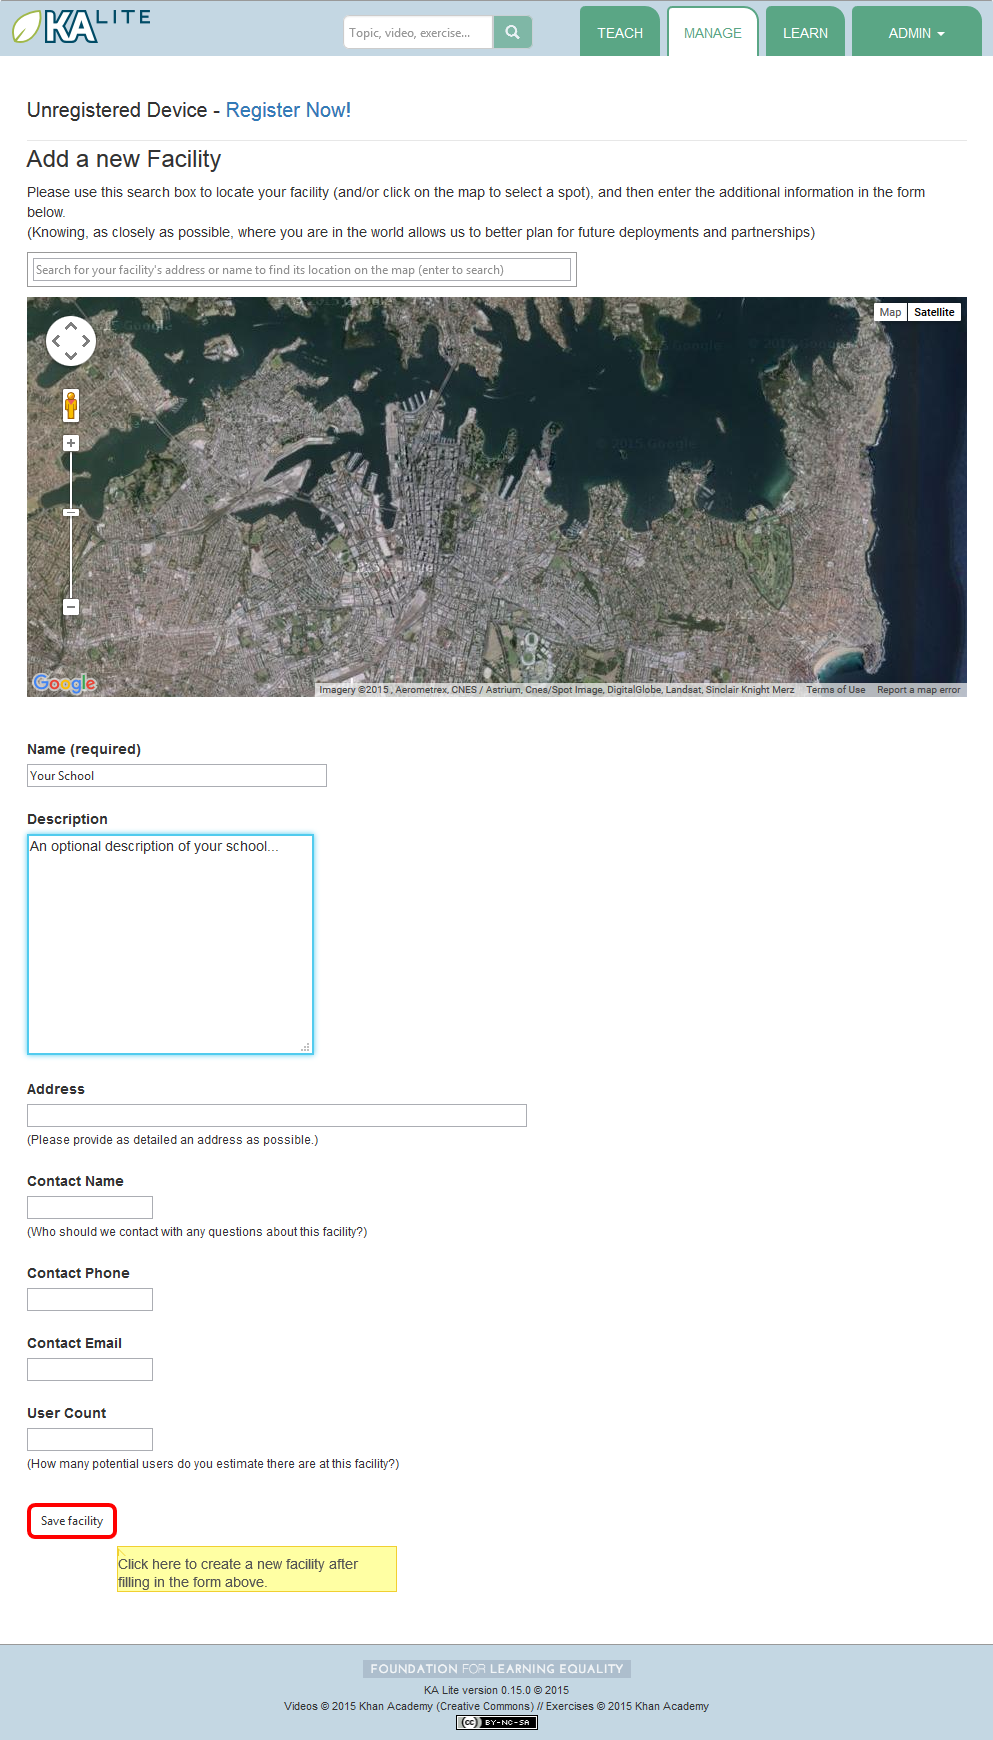 KA LITE
Topic, video, exercise...
TEACH
MANAGE
LEARN
ADMIN
Unregistered Device - Register Now!
Add a new Facility
Please use this search box to locate your facility (and/or click on the map to select a spot), and then enter the additional information in the form
below.
(Knowing, as closely as possible, where you are in the world allows us to better plan for future deployments and partnerships)
Search for your facility's address or name to find its location on the map (enter to search)
Map
Satellite
© 2015 Google
Google
Imagery ©2015 , Aerometrex, CNES / Astrium, Cnes/Spot Image, DigitalGlobe, Landsat, Sinclair Knight Merz
Terms of Use
Report a map error
Name (required)
Your School
Description
An optional description of your school...
Address
(Please provide as detailed an address as possible.)
Contact Name
(Who should we contact with any questions about this facility?)
Contact Phone
Contact Email
User Count
(How many potential users do you estimate there are at this facility?)
Save facility
Click here to create a new facility after
filling in the form above.
FOUNDATION FOR LEARNING EQUALITY
KA Lite version 0.15.0 © 2015
Videos © 2015 Khan Academy (Creative Commons) // Exercises © 2015 Khan Academy
(cc) BY-NC-SA